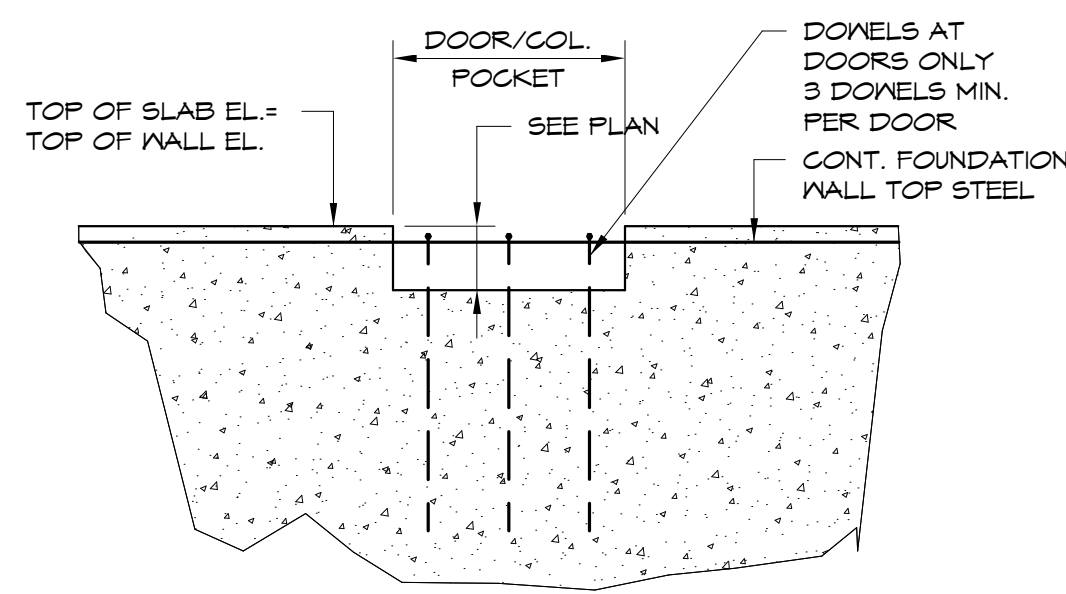 DOOR/COL.
POCKET
TOP OF SLAB EL.=
TOP OF WALL EL.
SEE PLAN
DOWELS AT
DOORS ONLY
3 DOWELS MIN.
PER DOOR
CONT. FOUNDATION
WALL TOP STEEL